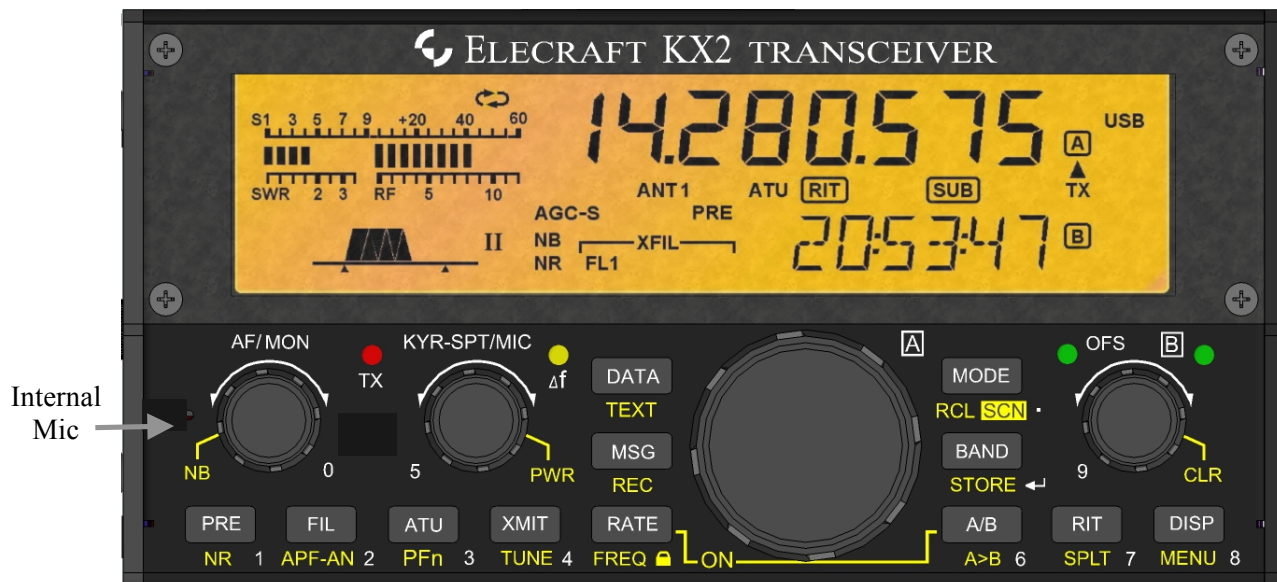 ELECRAFT KX2 TRANSCEIVER
S1 3 5 7 9 +20 40 60
14.280.575
USB
A
SWR 2 3 RF 5 10
ANT1 ATU RIT SUB TX
AGC-S PRE
II NB XFIL
20:53:47 B
NR FL1
AF/MON KYR-SPT/MIC A OFS B
TX Δf
DATA MODE
TEXT RCL SCN
Internal
Mic
MSG BAND
NB 0 5 PWR 9 CLR
REC STORE
PRE FIL ATU XMIT RATE A/B RIT DISP
NR 1 APF-AN 2 PFn 3 TUNE 4 FREQ ON A>B 6 SPLT 7 MENU 8